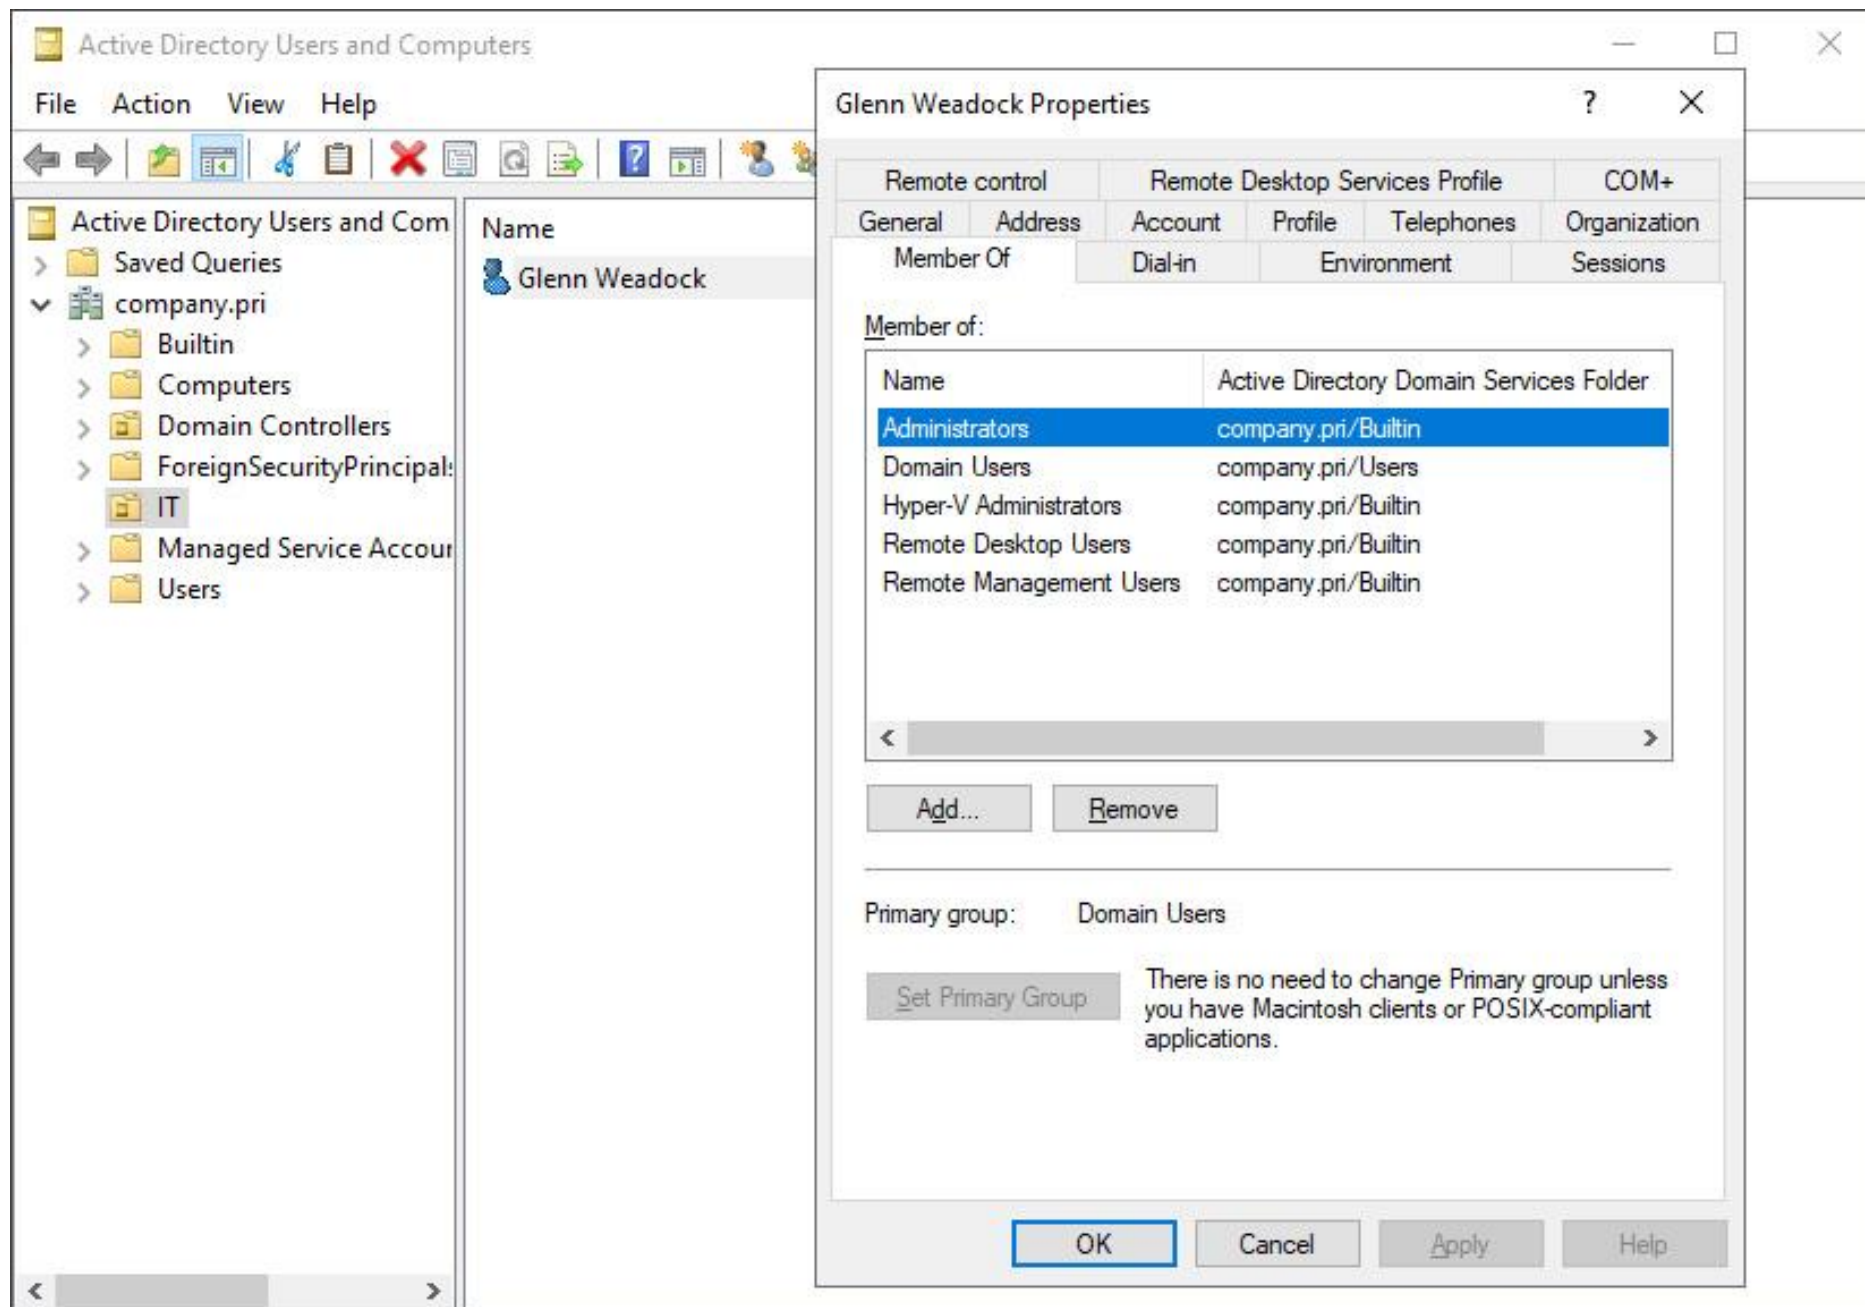 Active Directory Users and Computers
File Action View Help
Active Directory Users and Com
Saved Queries
company.pri
Builtin
Computers
Domain Controllers
ForeignSecurityPrincipal
IT
Managed Service Accour
Users
Name
Glenn Weadock
Glenn Weadock Properties ?
Remote control Remote Desktop Services Profile COM+
General Address Account Profile Telephones Organization
Member Of Dial-in Environment Sessions
Member of:
Name Active Directory Domain Services Folder
Administrators company.pri/Builtin
Domain Users company.pri/Users
Hyper-V Administrators company.pri/Builtin
Remote Desktop Users company.pri/Builtin
Remote Management Users company.pri/Builtin
Add... Remove
Primary group: Domain Users
Set Primary Group
There is no need to change Primary group unless
you have Macintosh clients or POSIX-compliant
applications.
OK Cancel Apply Help